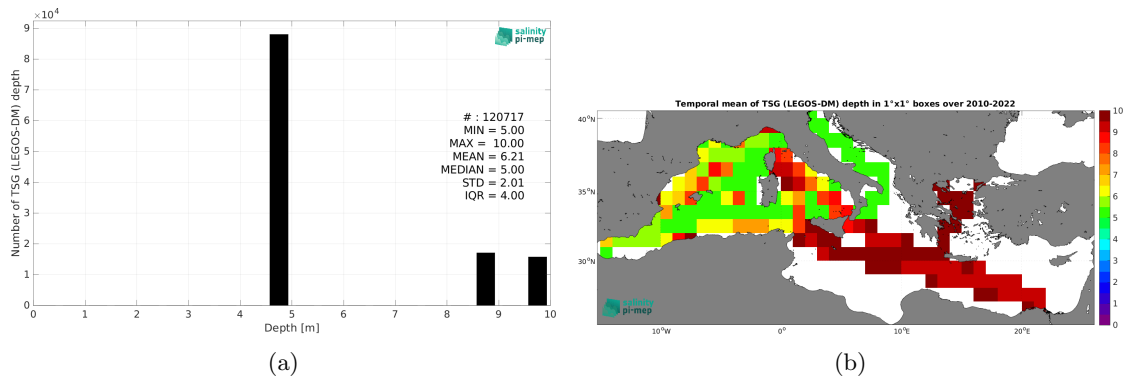 ×10⁴
9
8
7
6
5
4
3
2
1
0
Number of TSG (LEGOS-DM) depth
salinity
pi-mep
# : 120717
MIN = 5.00
MAX = 10.00
MEAN = 6.21
MEDIAN = 5.00
STD = 2.01
IQR = 4.00
0 1 2 3 4 5 6 7 8 9 10
Depth [m]
(a)
Temporal mean of TSG (LEGOS-DM) depth in 1°x1° boxes over 2010-2022
40°N
35°N
30°N
10°W 0° 10°E 20°E
salinity
pi-mep
10
9
8
7
6
5
4
3
2
1
0
(b)